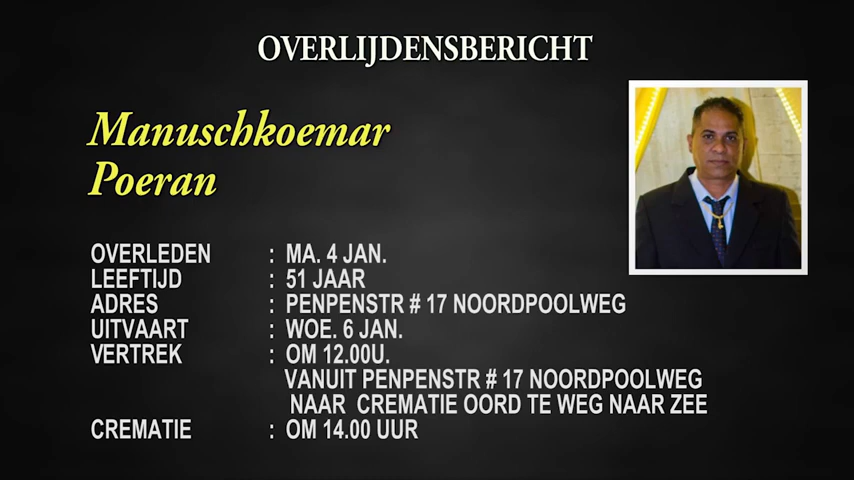 OVERLIJDENSBERICHT
Manuschkoemar
Poeran
OVERLEDEN : MA. 4 JAN.
LEEFTIJD : 51 JAAR
ADRES : PENPENSTR # 17 NOORDPOOLWEG
UITVAART : WOE. 6 JAN.
VERTREK : OM 12.00U.
VANUIT PENPENSTR # 17 NOORDPOOLWEG
NAAR CREMATIE OORD TE WEG NAAR ZEE
CREMATIE : OM 14.00 UUR